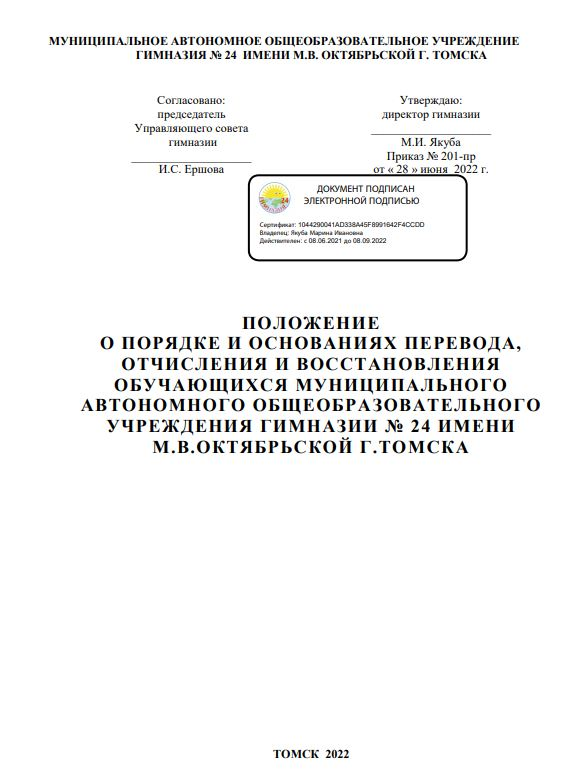 МУНИЦИПАЛЬНОЕ АВТОНОМНОЕ ОБЩЕОБРАЗОВАТЕЛЬНОЕ УЧРЕЖДЕНИЕ
ГИМНАЗИЯ № 24 ИМЕНИ М.В. ОКТЯБРЬСКОЙ Г. ТОМСКА
Согласовано:
председатель
Управляющего совета
гимназии
И.С. Ершова
Утверждаю:
директор гимназии
М.И. Якуба
Приказ № 201-пр
от « 28 » июня 2022 г.
ДОКУМЕНТ ПОДПИСАН
ЭЛЕКТРОННОЙ ПОДПИСЬЮ
24
Сертификат: 1044290041AD338A45F8991642F4CCDD
Владелец: Якуба Марина Ивановна
Действителен: с 08.06.2021 до 08.09.2022
ПОЛОЖЕНИЕ
О ПОРЯДКЕ И ОСНОВАНИЯХ ПЕРЕВОДА,
ОТЧИСЛЕНИЯ И ВОССТАНОВЛЕНИЯ
ОБУЧАЮЩИХСЯ МУНИЦИПАЛЬНОГО
АВТОНОМНОГО ОБЩЕОБРАЗОВАТЕЛЬНОГО
УЧРЕЖДЕНИЯ ГИМНАЗИИ № 24 ИМЕНИ
М.В.ОКТЯБРЬСКОЙ Г.ТОМСКА
ТОМСК 2022